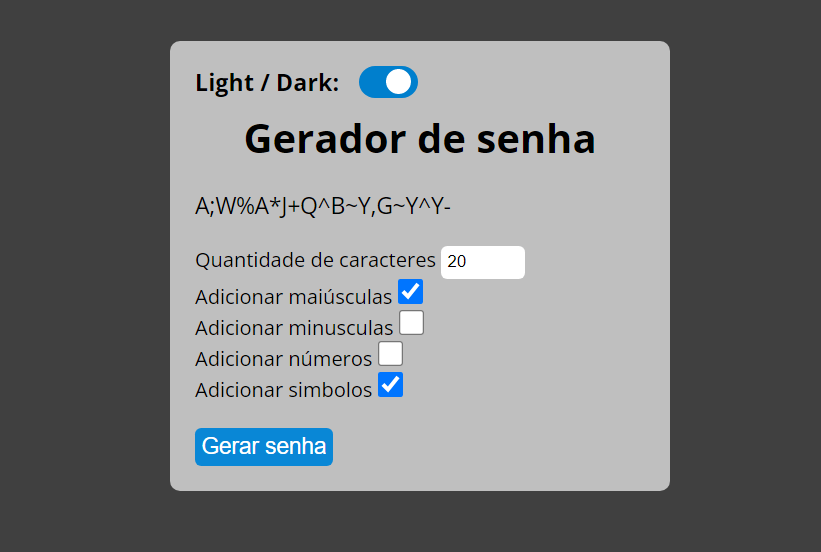 Light / Dark:
Gerador de senha
A;W%A*J+Q^B~Y,G~Y^Y-
Quantidade de caracteres 20
Adicionar maiúsculas
Adicionar minusculas
Adicionar números
Adicionar simbolos
Gerar senha